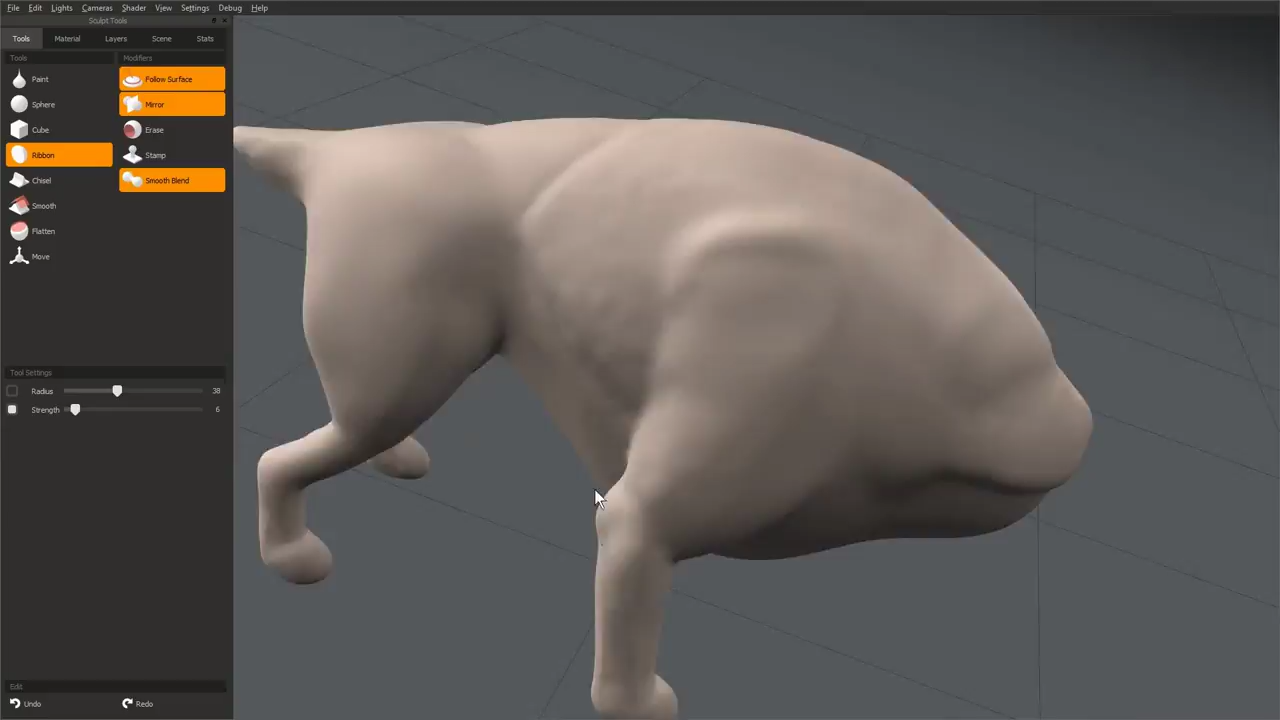 File Edit Lights Cameras Shader View Settings Debug Help
Sculpt Tools
Tools Material Layers Scene Stats
Tools Modifiers
Paint Follow Surface
Sphere Mirror
Cube Erase
Ribbon Stamp
Chisel Smooth Blend
Smooth
Flatten
Move
Tool Settings
Radius 38
Strength 6
Edit
Undo Redo